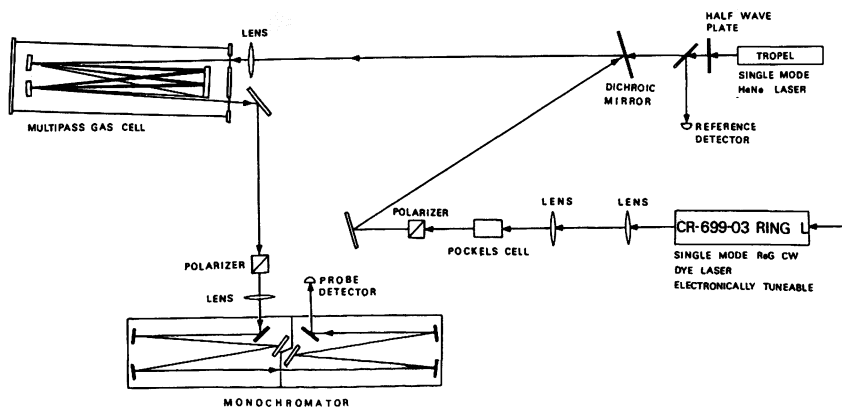 HALF WAVE
PLATE
LENS
TROPEL
SINGLE MODE
HeNe LASER
DICHROIC
MIRROR
REFERENCE
DETECTOR
MULTIPASS GAS CELL
LENS
LENS
POLARIZER
POCKELS CELL
CR-699-03 RING L
SINGLE MODE R6G CW
DYE LASER
ELECTRONICALLY TUNEABLE
POLARIZER
PROBE
DETECTOR
LENS
MONOCHROMATOR